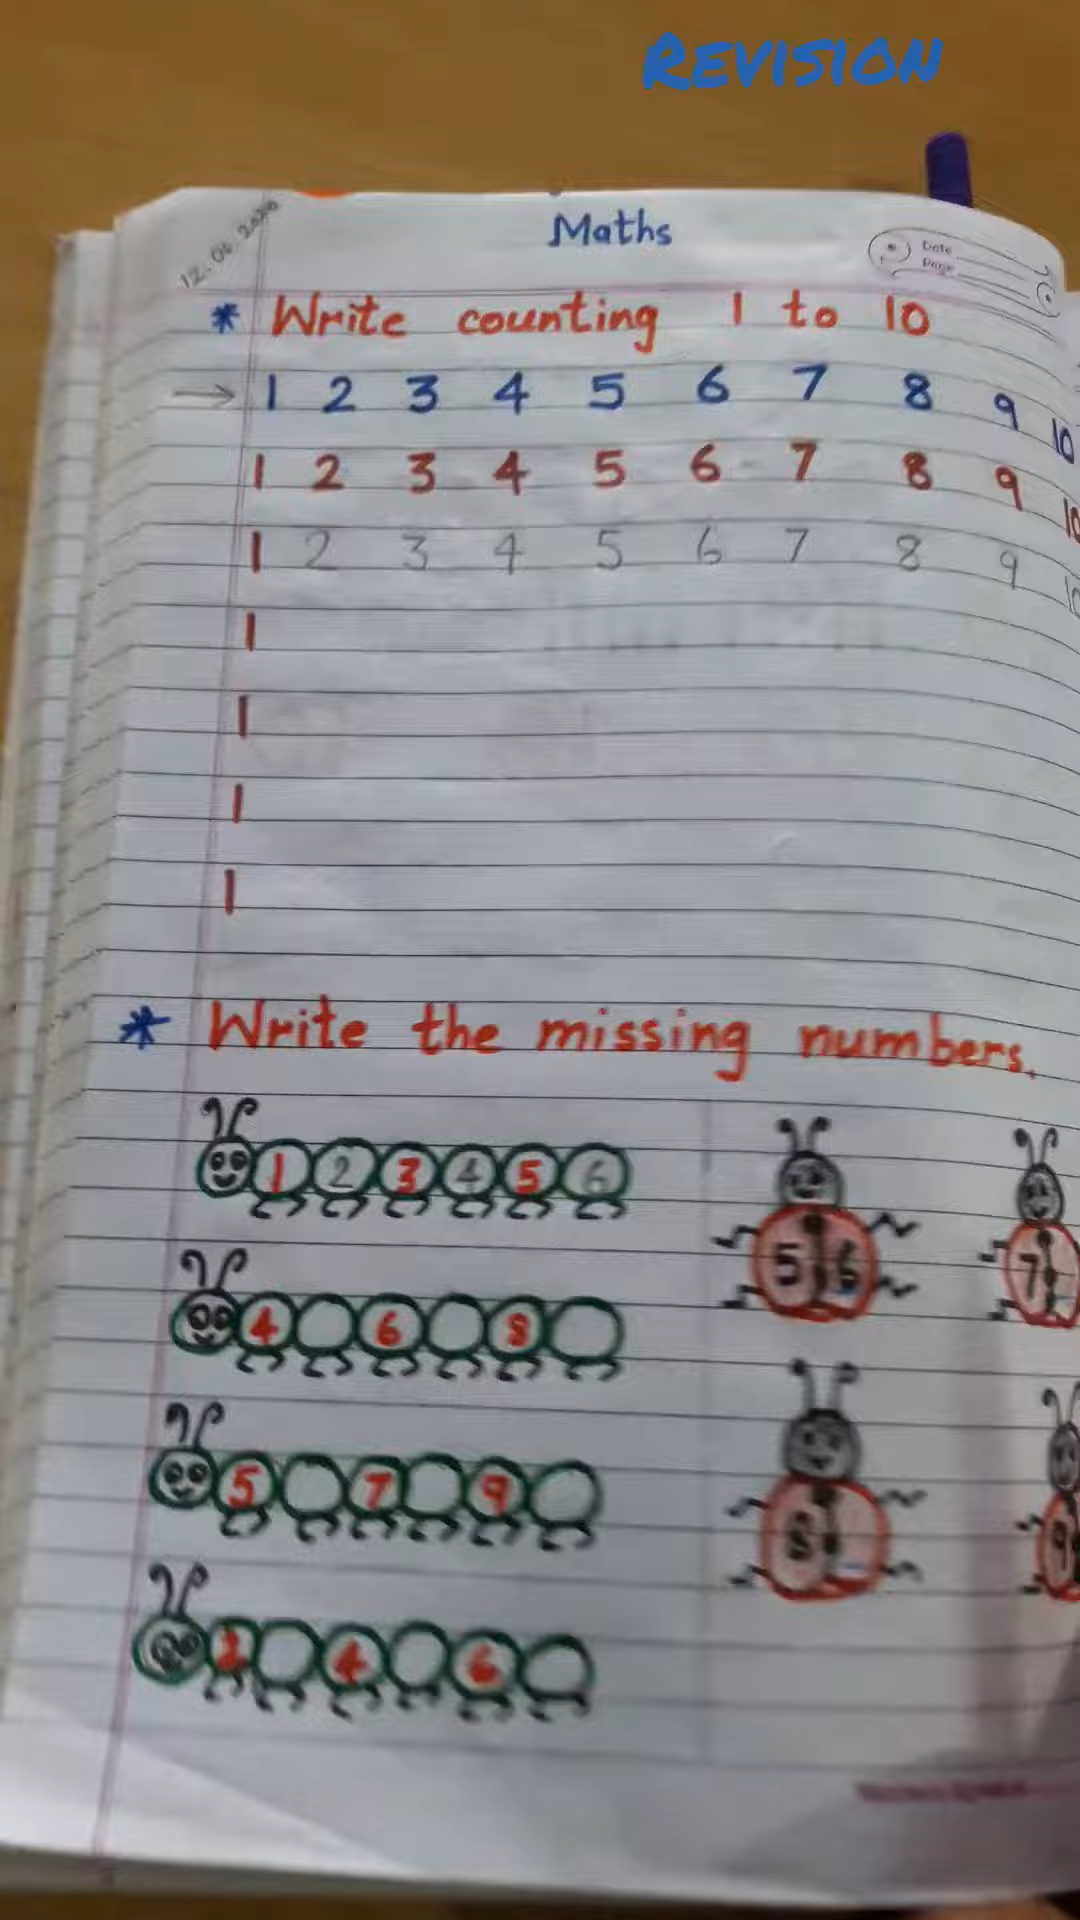 REVISION
12.06.2020
Maths
Date
Page
* Write counting 1 to 10
→ 1 2 3 4 5 6 7 8 9 10
1 2 3 4 5 6 7 8 9 10
1 2 3 4 5 6 7 8 9 10
1
1
1
1
* Write the missing numbers.
1 2 3 4 5 6
5 6
7
4 6 8
5 7 9
8
9
2 4 6